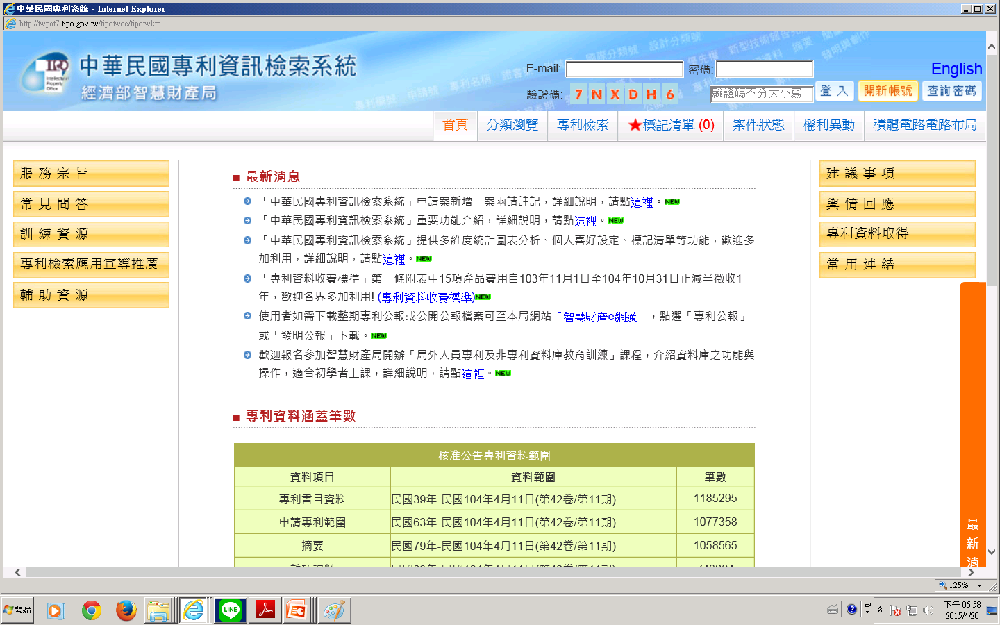 中華民國專利系統 - Internet Explorer
http://twpat7.tipo.gov.tw/tipotwoc/tipotwkm
TIPO
Intellectual
Property
Office
中華民國專利資訊檢索系統
經濟部智慧財產局
E-mail:
密碼:
English
驗證碼: 7 N X D H 6
驗證碼不分大小寫
登 入
開新帳號
查詢密碼
首頁
分類瀏覽
專利檢索
★標記清單 (0)
案件狀態
權利異動
積體電路電路布局
服 務 宗 旨
常 見 問 答
訓 練 資 源
專利檢索應用宣導推廣
輔 助 資 源
最新消息
「中華民國專利資訊檢索系統」申請案新增一案兩請註記，詳細說明，請點這裡。NEW
「中華民國專利資訊檢索系統」重要功能介紹，詳細說明，請點這裡。NEW
「中華民國專利資訊檢索系統」提供多維度統計圖表分析、個人喜好設定、標記清單等功能，歡迎多
加利用，詳細說明，請點這裡。NEW
「專利資料收費標準」第三條附表中15項產品費用自103年11月1日至104年10月31日止減半徵收1
年，歡迎各界多加利用! (專利資料收費標準)NEW
使用者如需下載整期專利公報或公開公報檔案可至本局網站「智慧財產e網通」，點選「專利公報」
或「發明公報」下載。NEW
歡迎報名參加智慧財產局開辦「局外人員專利及非專利資料庫教育訓練」課程，介紹資料庫之功能與
操作，適合初學者上課，詳細說明，請點這裡。NEW
專利資料涵蓋筆數
核准公告專利資料範圍
資料項目 資料範圍 筆數
專利書目資料 民國39年-民國104年4月11日(第42卷/第11期) 1185295
申請專利範圍 民國63年-民國104年4月11日(第42卷/第11期) 1077358
摘要 民國79年-民國104年4月11日(第42卷/第11期) 1058565
建 議 事 項
輿 情 回 應
專利資料取得
常 用 連 結
最
新
消
125%
開始
LINE
下午 06:58
2015/4/20